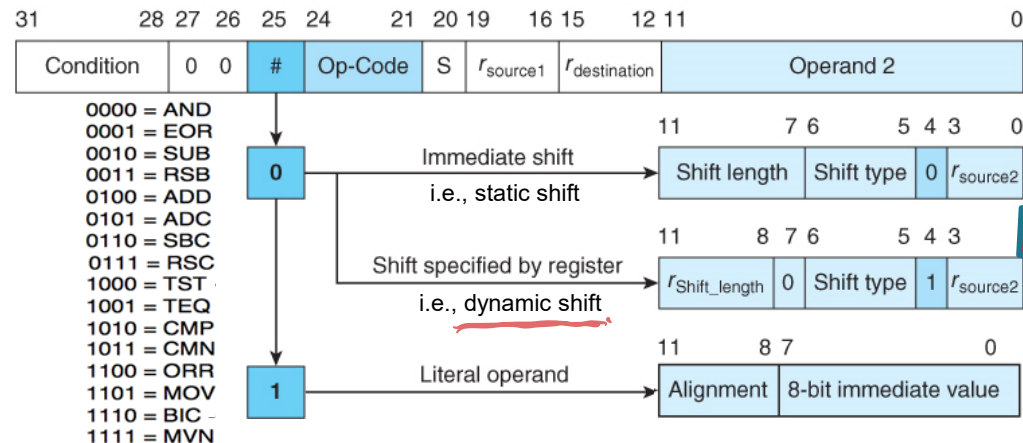 31 28 27 26 25 24 21 20 19 16 15 12 11 0
Condition 0 0 # Op-Code S rsource1 rdestination Operand 2
0000 = AND
0001 = EOR
0010 = SUB
0011 = RSB
0100 = ADD
0101 = ADC
0110 = SBC
0111 = RSC
1000 = TST
1001 = TEQ
1010 = CMP
1011 = CMN
1100 = ORR
1101 = MOV
1110 = BIC
1111 = MVN
11 7 6 5 4 3 0
0 Immediate shift Shift length Shift type 0 rsource2
i.e., static shift
11 8 7 6 5 4 3 0
Shift specified by register rShift_length 0 Shift type 1 rsource2
i.e., dynamic shift
11 8 7 0
1 Literal operand Alignment 8-bit immediate value